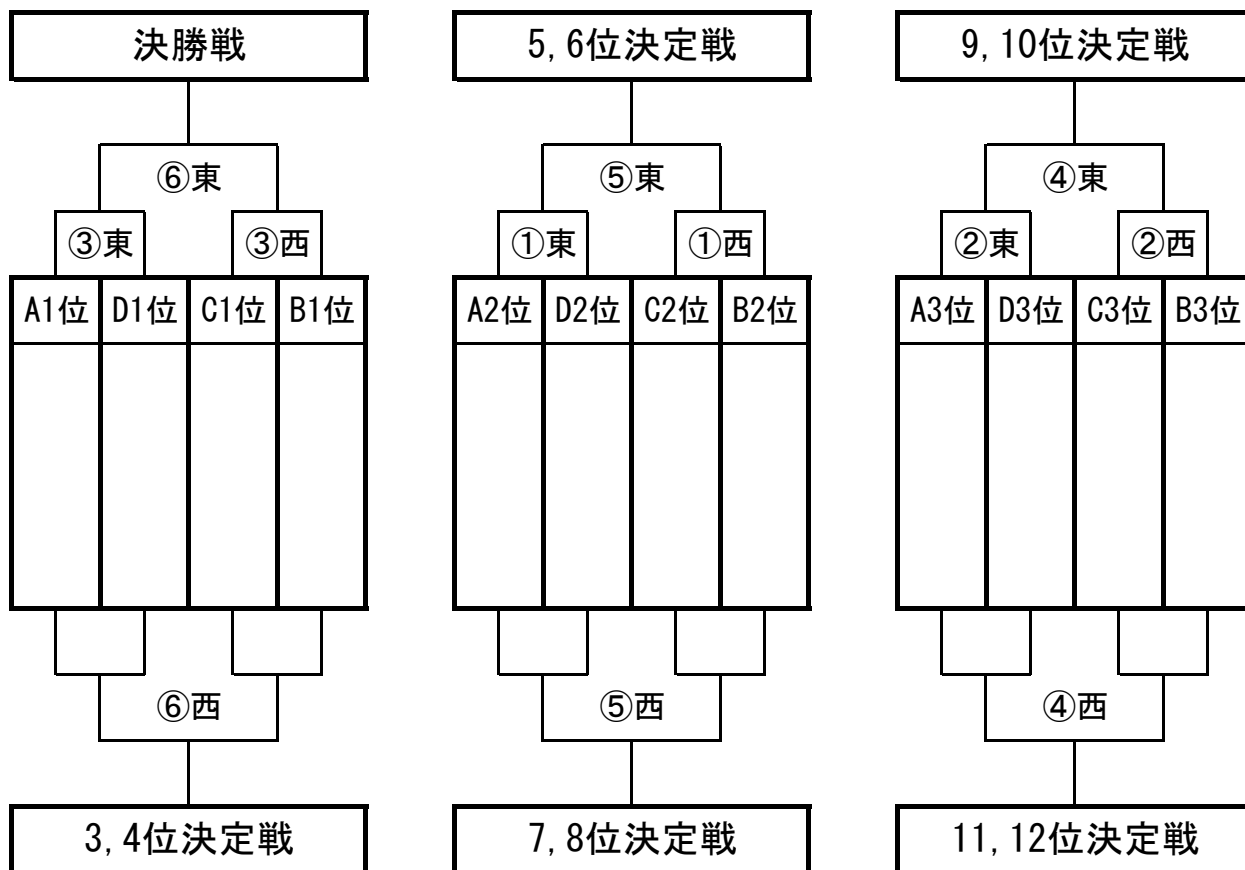 決勝戦 5,6位決定戦 9,10位決定戦
⑥東 ⑤東 ④東
③東 ③西 ①東 ①西 ②東 ②西
A1位 D1位 C1位 B1位 A2位 D2位 C2位 B2位 A3位 D3位 C3位 B3位
⑥西 ⑤西 ④西
3,4位決定戦 7,8位決定戦 11,12位決定戦